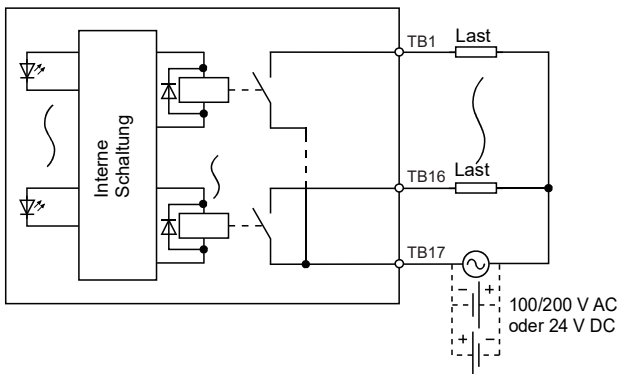 TB1
Last
Interne
Schaltung
TB16
Last
TB17
– +
100/200 V AC
oder 24 V DC
+ –